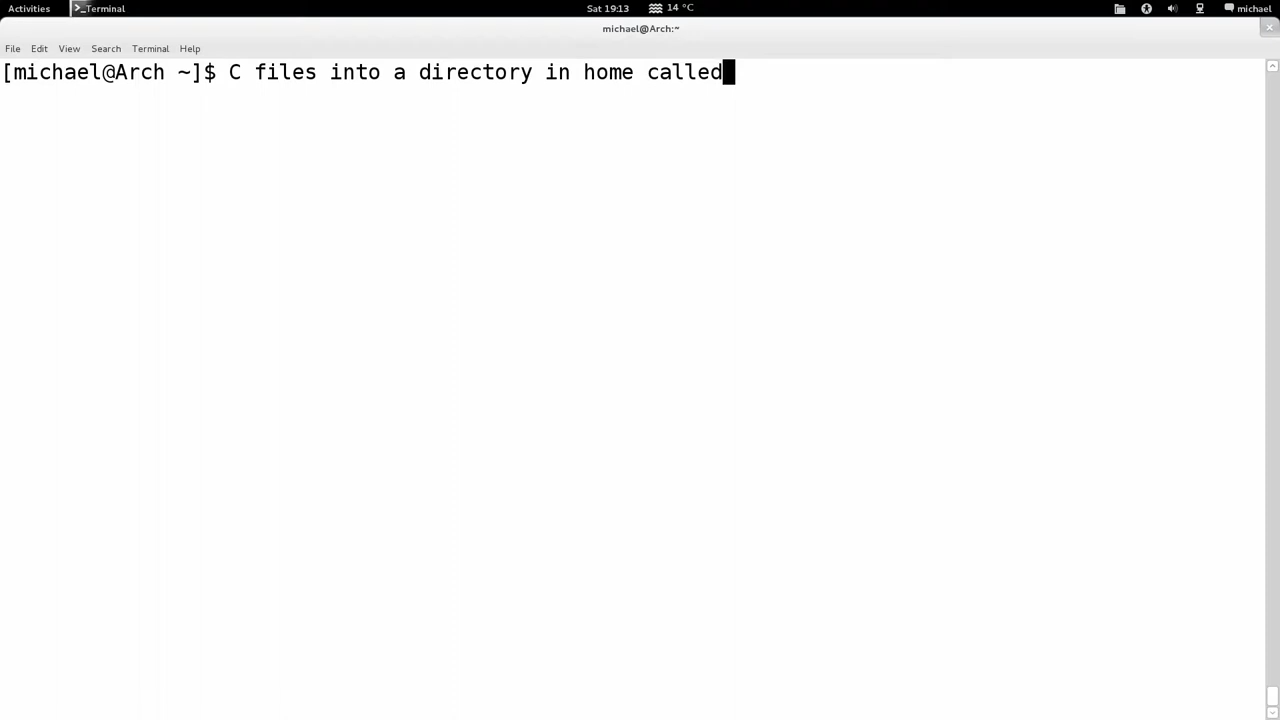 Activities >_Terminal Sat 19:13 14 °C michael
michael@Arch:~
File Edit View Search Terminal Help
[michael@Arch ~]$ C files into a directory in home called